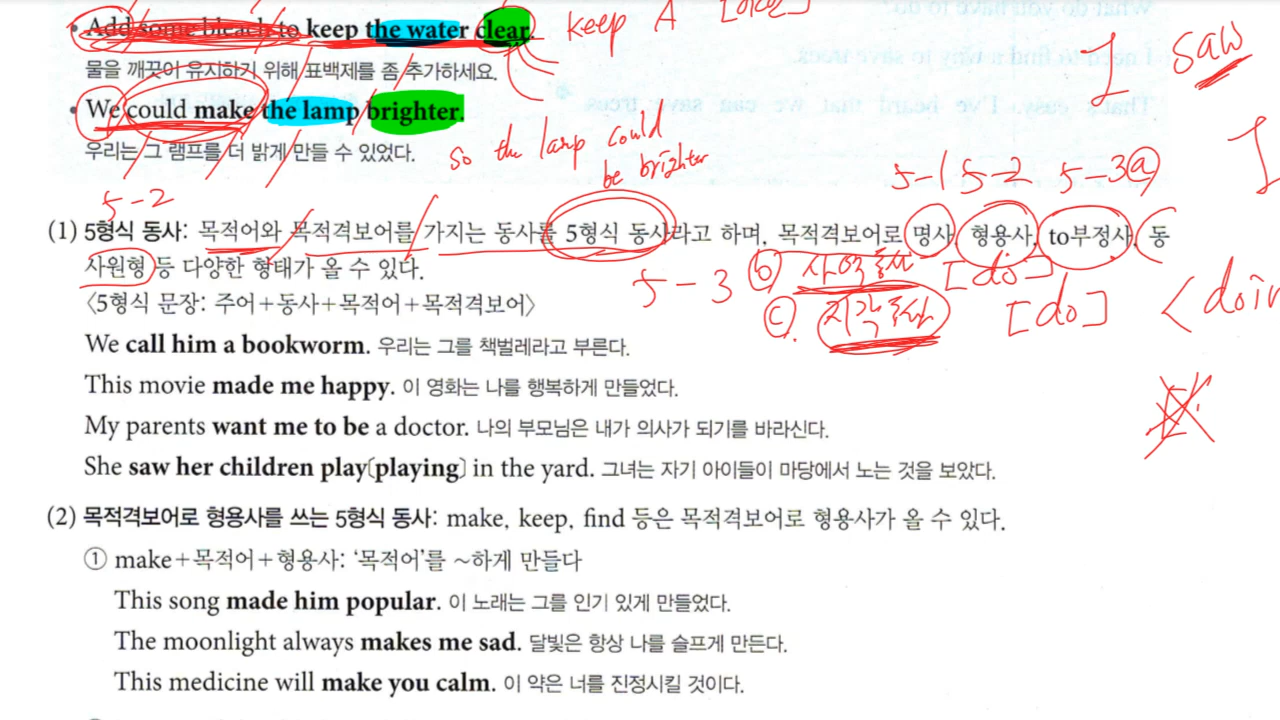 • Add some bleach to keep the water clear.
keep A
물을 깨끗이 유지하기 위해 표백제를 좀 추가하세요.
I saw
• We could make the lamp brighter.
우리는 그 램프를 더 밝게 만들 수 있었다.
so the lamp could
be brighter
I
5-2
5-1 5-2 5-3 ⓐ
(1) 5형식 동사: 목적어와 목적격보어를 가지는 동사를 5형식 동사라고 하며, 목적격보어로 명사, 형용사, to부정사, 동
사원형 등 다양한 형태가 올 수 있다.
5-3 ⓑ 사역동사 [do]
ⓒ 지각동사 [do] <doin
〈5형식 문장: 주어+동사+목적어+목적격보어〉
We call him a bookworm. 우리는 그를 책벌레라고 부른다.
This movie made me happy. 이 영화는 나를 행복하게 만들었다.
My parents want me to be a doctor. 나의 부모님은 내가 의사가 되기를 바라신다.
She saw her children play[playing] in the yard. 그녀는 자기 아이들이 마당에서 노는 것을 보았다.
(2) 목적격보어로 형용사를 쓰는 5형식 동사: make, keep, find 등은 목적격보어로 형용사가 올 수 있다.
① make+목적어+형용사: ‘목적어’를 ~하게 만들다
This song made him popular. 이 노래는 그를 인기 있게 만들었다.
The moonlight always makes me sad. 달빛은 항상 나를 슬프게 만든다.
This medicine will make you calm. 이 약은 너를 진정시킬 것이다.